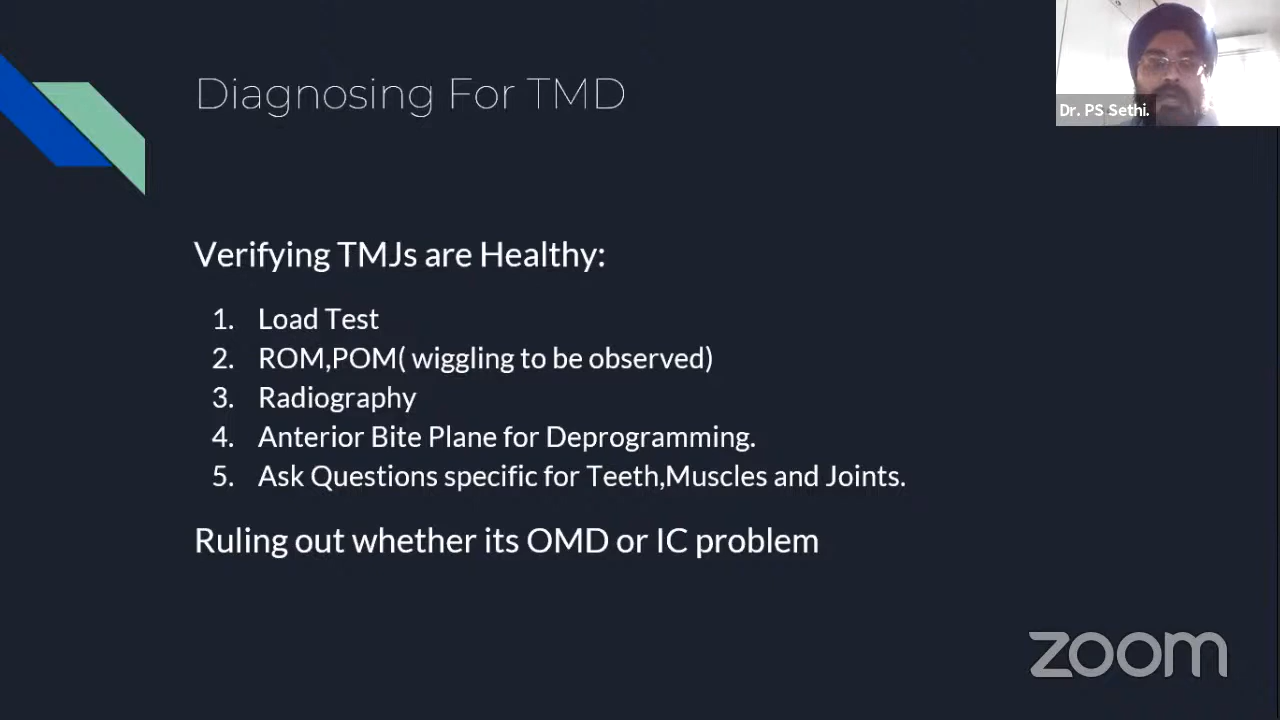 Diagnosing For TMD
Dr. PS Sethi.
Verifying TMJs are Healthy:
1. Load Test
2. ROM,POM( wiggling to be observed)
3. Radiography
4. Anterior Bite Plane for Deprogramming.
5. Ask Questions specific for Teeth,Muscles and Joints.
Ruling out whether its OMD or IC problem
zoom